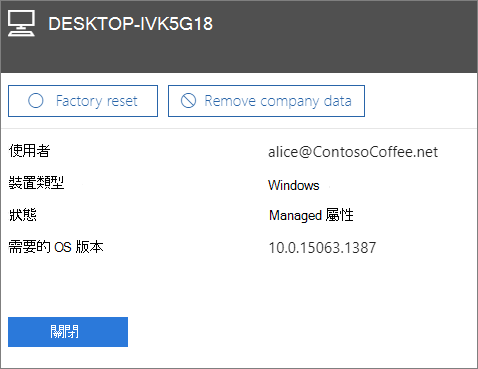 DESKTOP-IVK5G18
Factory reset Remove company data
使用者 alice@ContosoCoffee.net
裝置類型 Windows
狀態 Managed 屬性
需要的 OS 版本 10.0.15063.1387
關閉